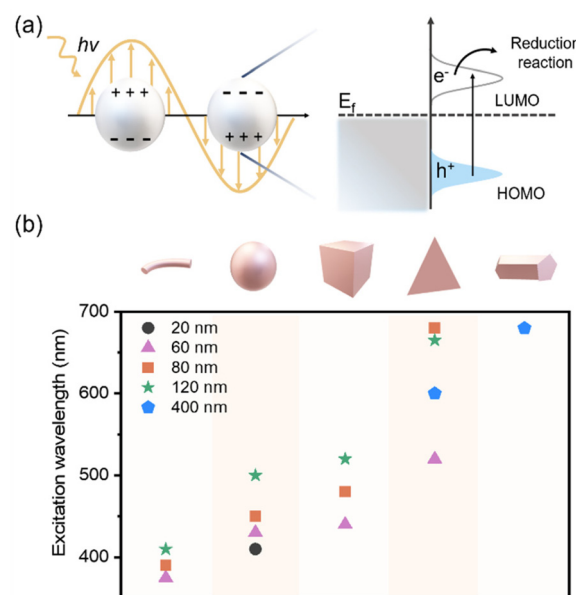 (a)
hv
+ + +
– – –
– – –
+ + +
E_f
e⁻
Reduction
reaction
LUMO
h⁺
HOMO
(b)
Excitation wavelength (nm)
700
600
500
400
20 nm
60 nm
80 nm
120 nm
400 nm